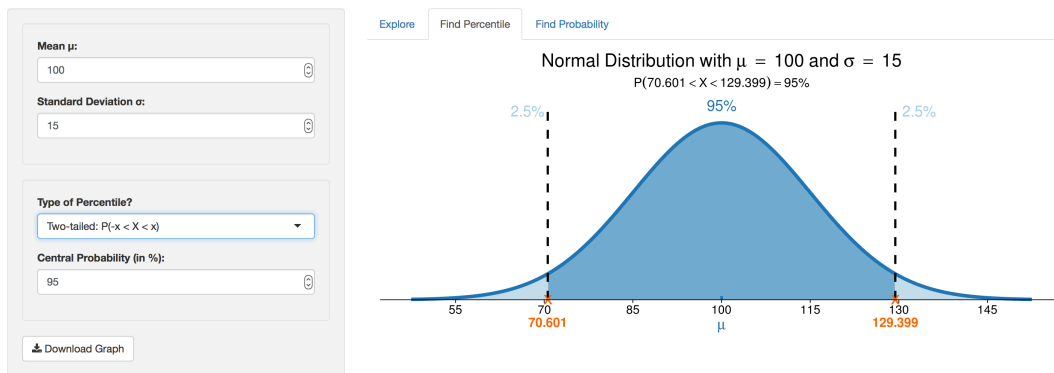 Mean μ:
100
Standard Deviation σ:
15
Type of Percentile?
Two-tailed: P(-x < X < x)
Central Probability (in %):
95
Download Graph
Explore Find Percentile Find Probability
Normal Distribution with μ = 100 and σ = 15
P(70.601 < X < 129.399) = 95%
2.5% 95% 2.5%
55 70 85 100 115 130 145
70.601 μ 129.399